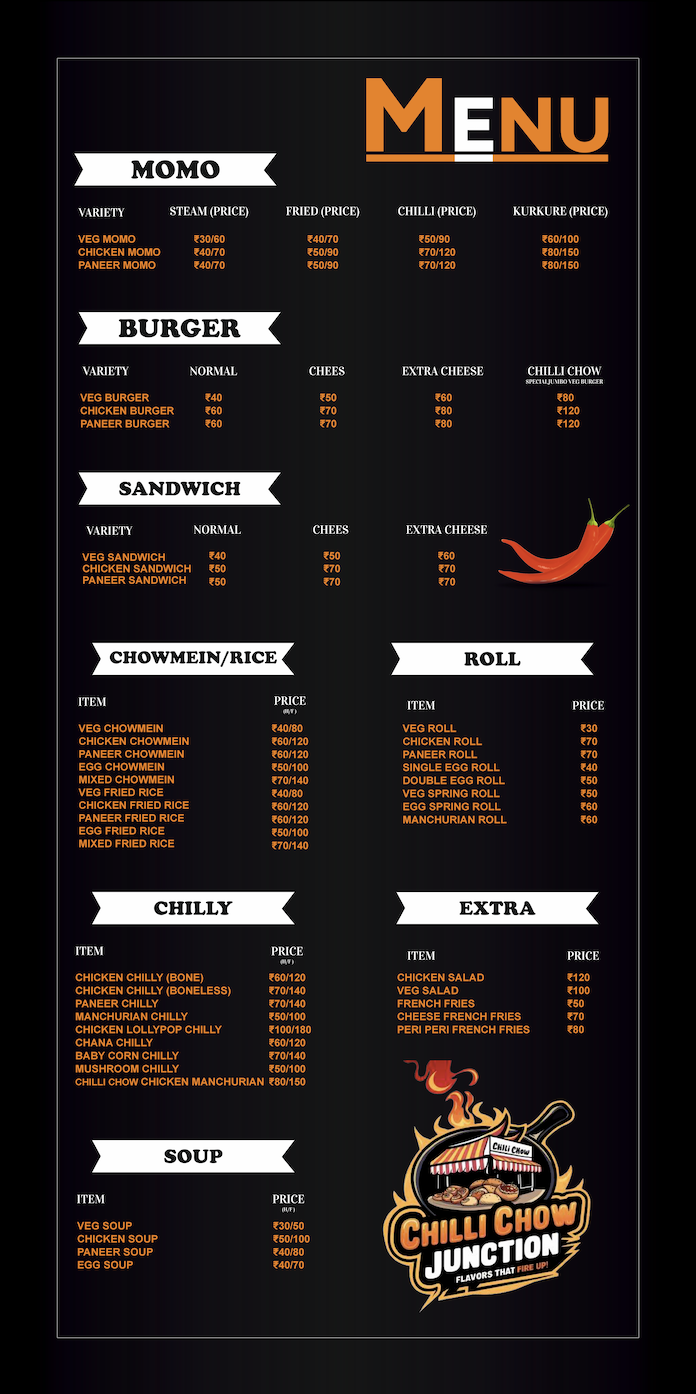 MENU
MOMO
VARIETY STEAM (PRICE) FRIED (PRICE) CHILLI (PRICE) KURKURE (PRICE)
VEG MOMO ₹30/60 ₹40/70 ₹50/90 ₹60/100
CHICKEN MOMO ₹40/70 ₹50/90 ₹70/120 ₹80/150
PANEER MOMO ₹40/70 ₹50/90 ₹70/120 ₹80/150
BURGER
VARIETY NORMAL CHEES EXTRA CHEESE CHILLI CHOW
SPECIAL JUMBO VEG BURGER
VEG BURGER ₹40 ₹50 ₹60 ₹80
CHICKEN BURGER ₹60 ₹70 ₹80 ₹120
PANEER BURGER ₹60 ₹70 ₹80 ₹120
SANDWICH
VARIETY NORMAL CHEES EXTRA CHEESE
VEG SANDWICH ₹40 ₹50 ₹60
CHICKEN SANDWICH ₹50 ₹70 ₹70
PANEER SANDWICH ₹50 ₹70 ₹70
CHOWMEIN/RICE
ITEM PRICE
(H/F)
VEG CHOWMEIN ₹40/80
CHICKEN CHOWMEIN ₹60/120
PANEER CHOWMEIN ₹60/120
EGG CHOWMEIN ₹50/100
MIXED CHOWMEIN ₹70/140
VEG FRIED RICE ₹40/80
CHICKEN FRIED RICE ₹60/120
PANEER FRIED RICE ₹60/120
EGG FRIED RICE ₹50/100
MIXED FRIED RICE ₹70/140
ROLL
ITEM PRICE
VEG ROLL ₹30
CHICKEN ROLL ₹70
PANEER ROLL ₹70
SINGLE EGG ROLL ₹40
DOUBLE EGG ROLL ₹50
VEG SPRING ROLL ₹50
EGG SPRING ROLL ₹60
MANCHURIAN ROLL ₹60
CHILLY
ITEM PRICE
(H/F)
CHICKEN CHILLY (BONE) ₹60/120
CHICKEN CHILLY (BONELESS) ₹70/140
PANEER CHILLY ₹70/140
MANCHURIAN CHILLY ₹50/100
CHICKEN LOLLYPOP CHILLY ₹100/180
CHANA CHILLY ₹60/120
BABY CORN CHILLY ₹70/140
MUSHROOM CHILLY ₹50/100
CHILLI CHOW CHICKEN MANCHURIAN ₹80/150
EXTRA
ITEM PRICE
CHICKEN SALAD ₹120
VEG SALAD ₹100
FRENCH FRIES ₹50
CHEESE FRENCH FRIES ₹70
PERI PERI FRENCH FRIES ₹80
SOUP
ITEM PRICE
(H/F)
VEG SOUP ₹30/50
CHICKEN SOUP ₹50/100
PANEER SOUP ₹40/80
EGG SOUP ₹40/70
CHILLI CHOW
CHILLI CHOW
JUNCTION
FLAVORS THAT FIRE UP!